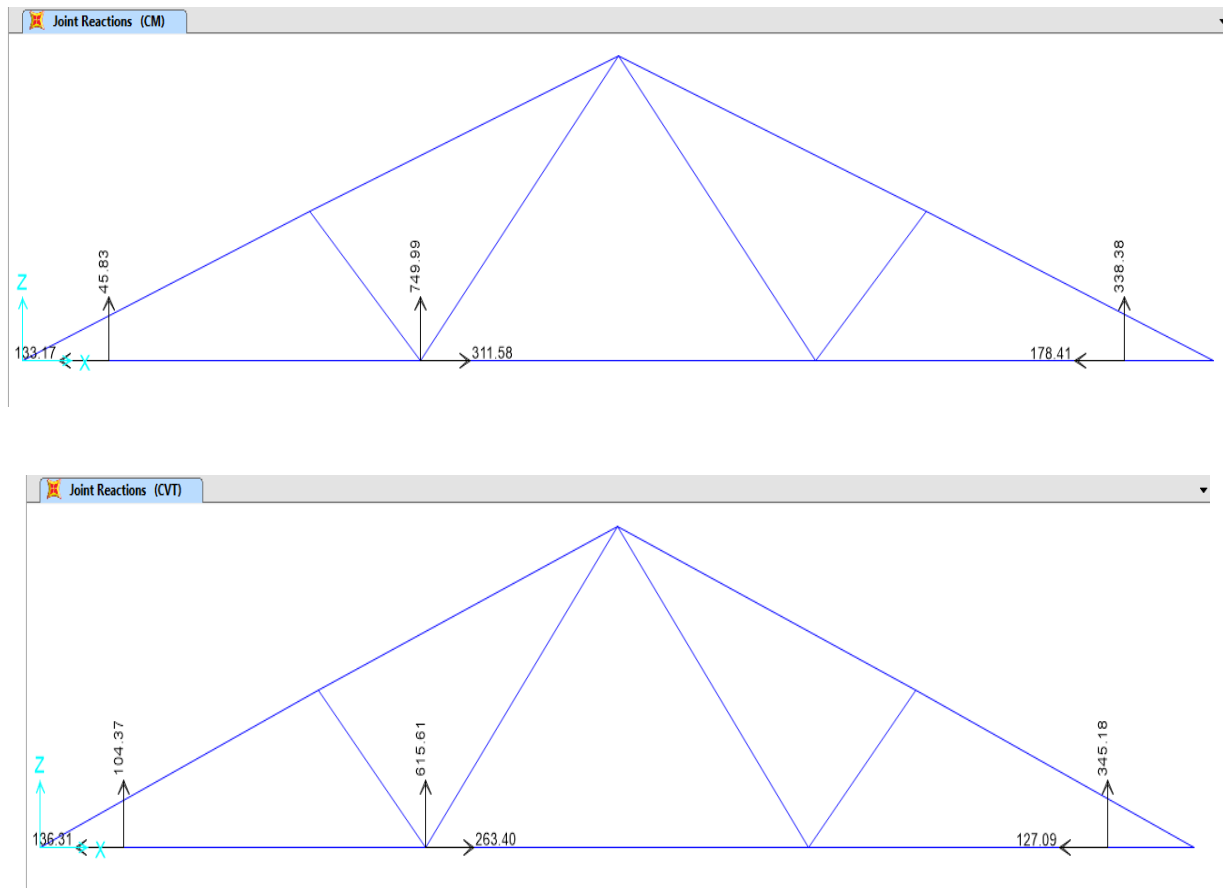 Joint Reactions (CM)
45.83
749.99
338.38
Z
133.17
X
311.58
178.41
Joint Reactions (CVT)
104.37
615.61
345.18
Z
136.31
X
263.40
127.09